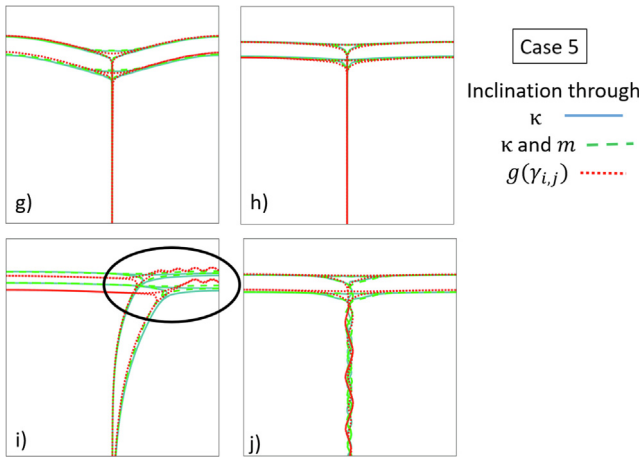 Case 5
Inclination through
κ
κ and m
g(γi,j)
g)
h)
i)
j)